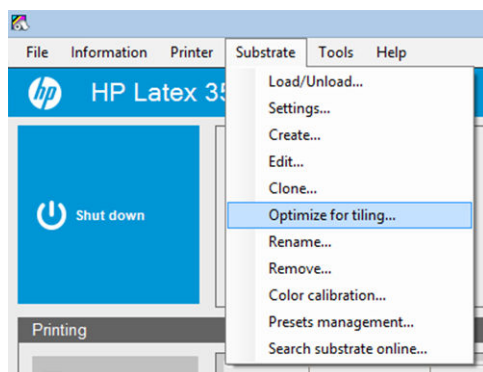 File Information Printer Substrate Tools Help
hp HP Latex 35
Load/Unload...
Settings...
Create...
Edit...
Clone...
Shut down
Optimize for tiling...
Rename...
Remove...
Color calibration...
Printing
Presets management...
Search substrate online...